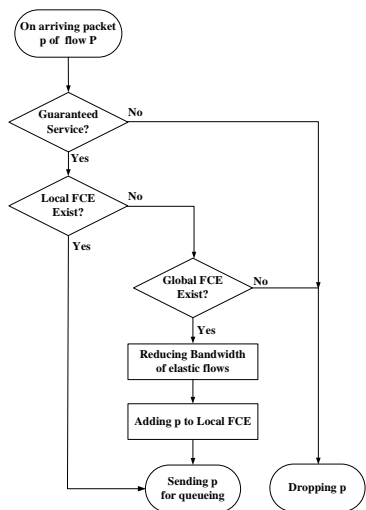 On arriving packet
p of flow P
Guaranteed
Service?
No
Yes
Local FCE
Exist?
No
Yes
Global FCE
Exist?
No
Yes
Reducing Bandwidth
of elastic flows
Adding p to Local FCE
Sending p
for queueing
Dropping p